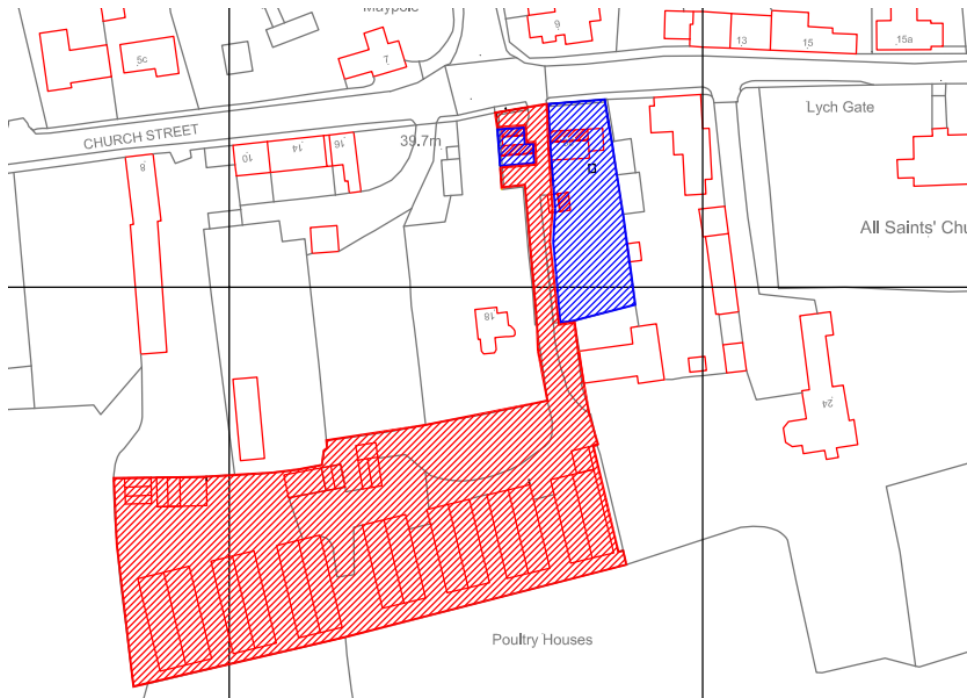 Maypole
5c
7
6
13
15
15a
Lych Gate
CHURCH STREET
39.7m
8
10
14
16
All Saints' Chu
18
24
Poultry Houses